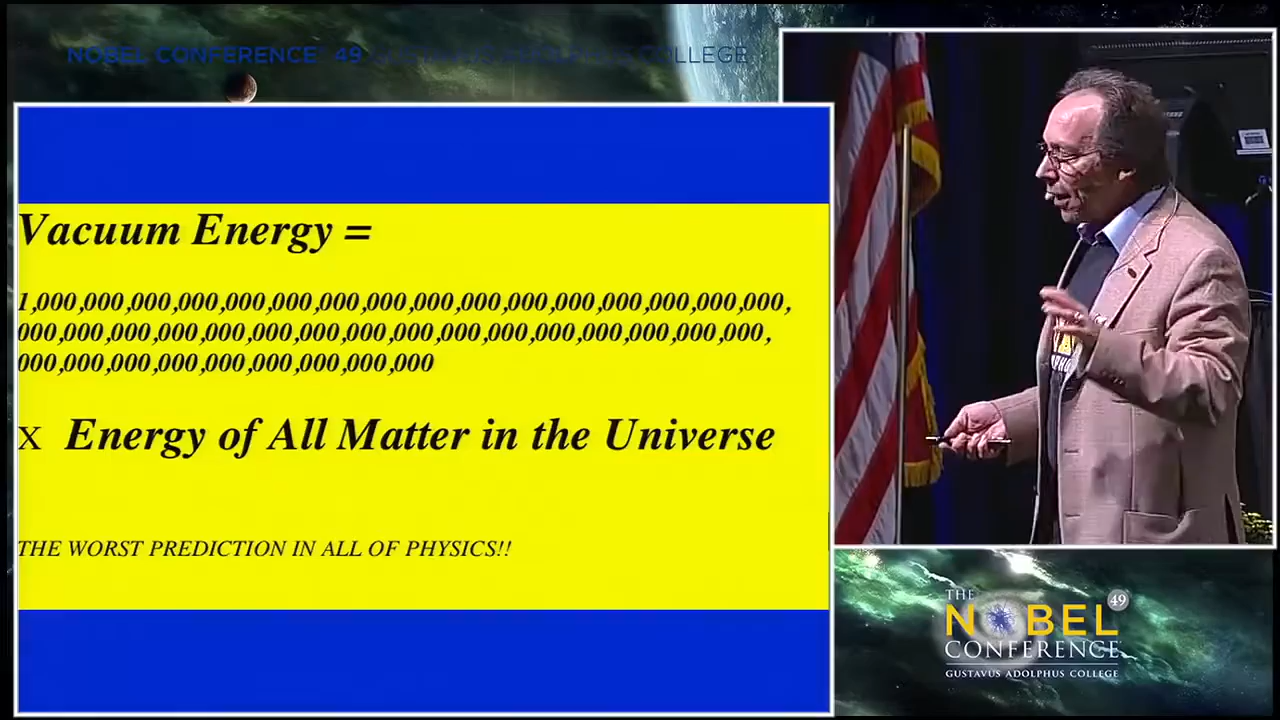 NOBEL CONFERENCE 49 GUSTAVUS ADOLPHUS COLLEGE
Vacuum Energy =
1,000,000,000,000,000,000,000,000,000,000,000,000,000,000,000,000,
000,000,000,000,000,000,000,000,000,000,000,000,000,000,000,000,
000,000,000,000,000,000,000,000,000
X Energy of All Matter in the Universe
THE WORST PREDICTION IN ALL OF PHYSICS!!
THE
NOBEL 49
CONFERENCE
GUSTAVUS ADOLPHUS COLLEGE